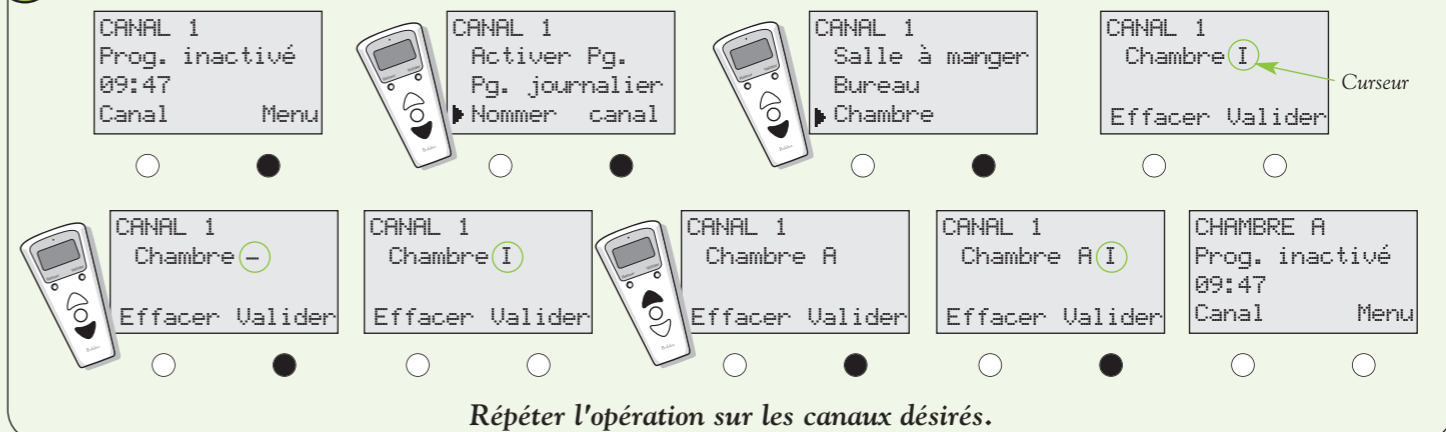 CANAL 1
Prog. inactivé
09:47
Canal Menu
CANAL 1
Activer Pg.
Pg. journalier
Nommer canal
CANAL 1
Salle à manger
Bureau
Chambre
CANAL 1
Chambre I
Effacer Valider
Curseur
CANAL 1
Chambre –
Effacer Valider
CANAL 1
Chambre I
Effacer Valider
CANAL 1
Chambre A
Effacer Valider
CANAL 1
Chambre A I
Effacer Valider
CHAMBRE A
Prog. inactivé
09:47
Canal Menu
Répéter l'opération sur les canaux désirés.